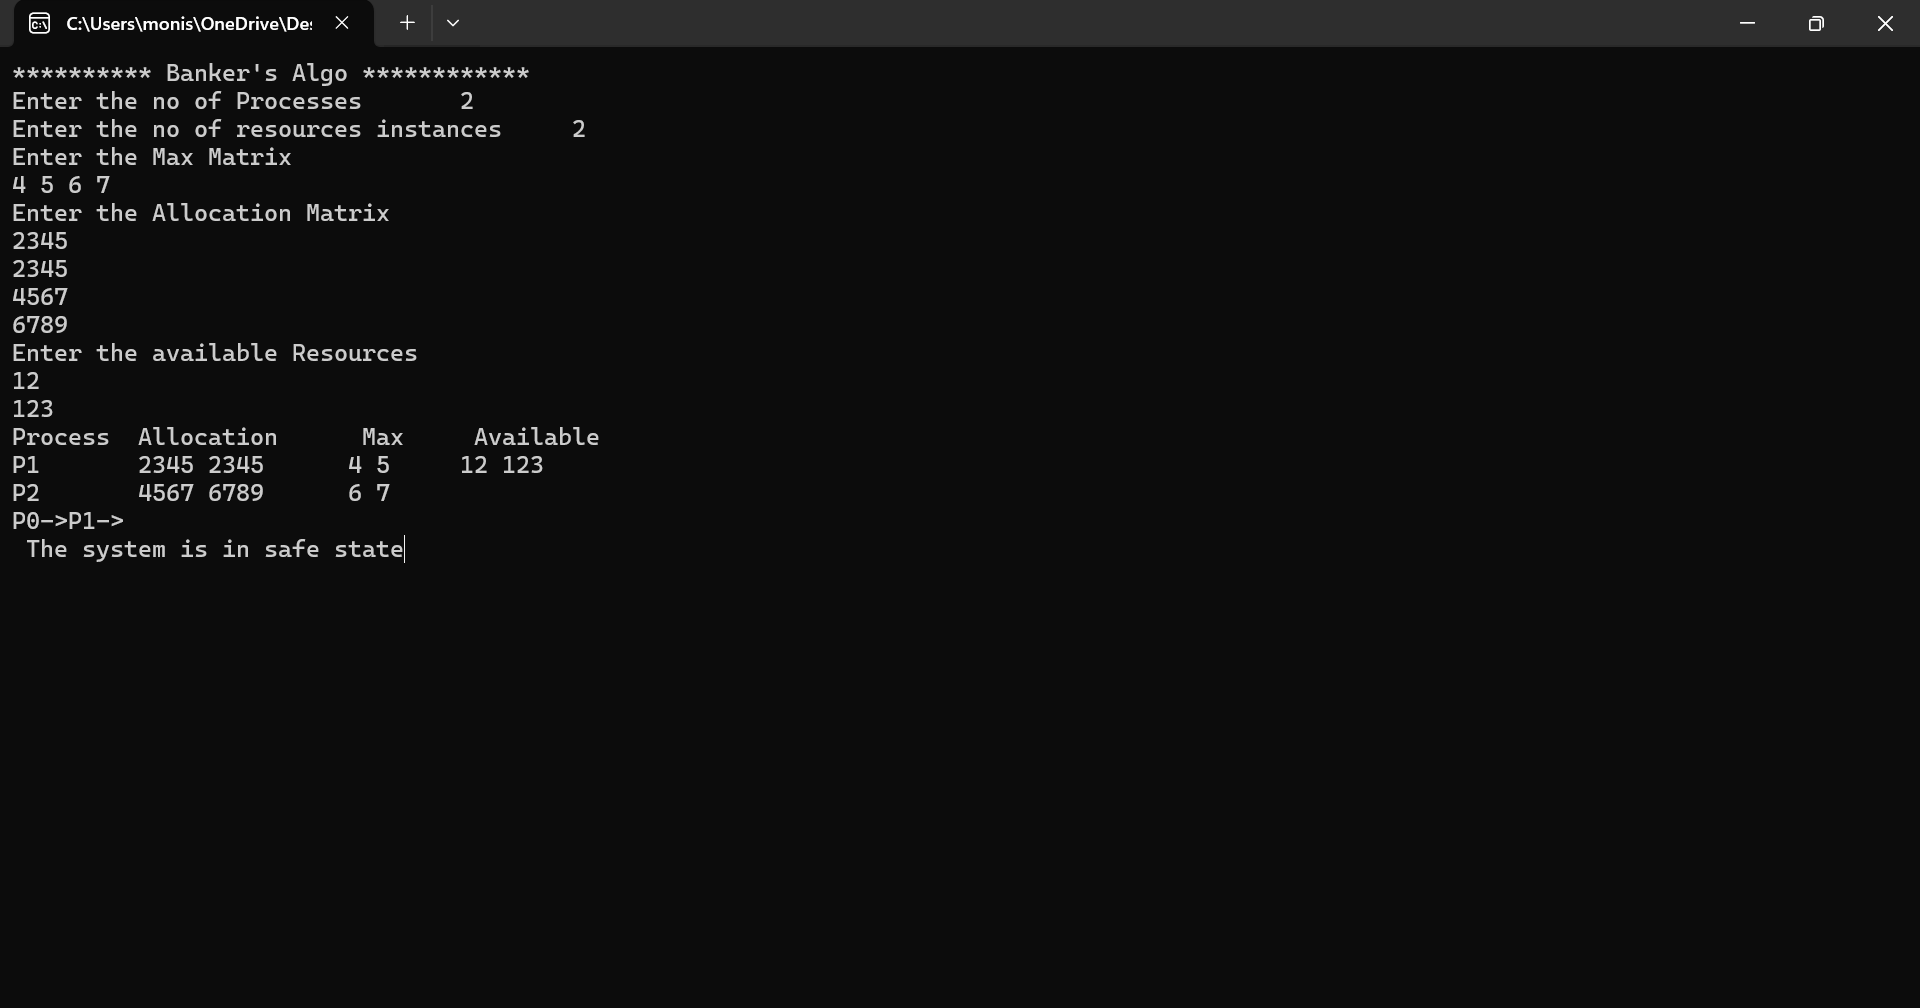 C:\Users\monis\OneDrive\Des
********** Banker's Algo ************
Enter the no of Processes       2
Enter the no of resources instances     2
Enter the Max Matrix
4 5 6 7
Enter the Allocation Matrix
2345
2345
4567
6789
Enter the available Resources
12
123
Process  Allocation      Max     Available
P1       2345 2345      4 5     12 123
P2       4567 6789      6 7
P0->P1->
 The system is in safe state